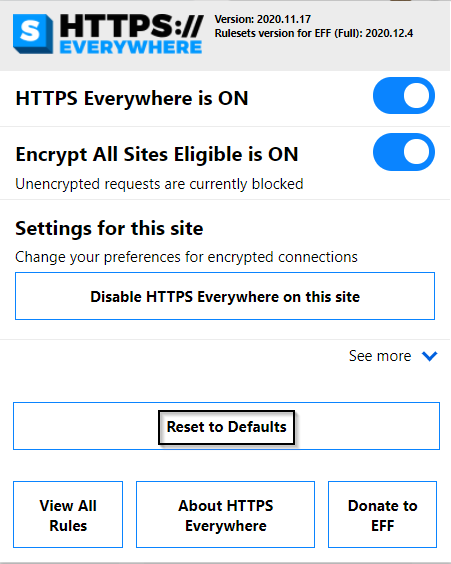 S HTTPS://
EVERYWHERE
Version: 2020.11.17
Rulesets version for EFF (Full): 2020.12.4
HTTPS Everywhere is ON
Encrypt All Sites Eligible is ON
Unencrypted requests are currently blocked
Settings for this site
Change your preferences for encrypted connections
Disable HTTPS Everywhere on this site
See more
Reset to Defaults
View All
Rules
About HTTPS
Everywhere
Donate to
EFF